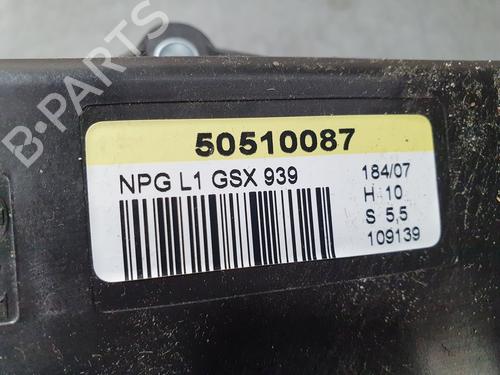 B-PARTS
50510087
NPG L1 GSX 939
184/07
H 10
S 5,5
109139